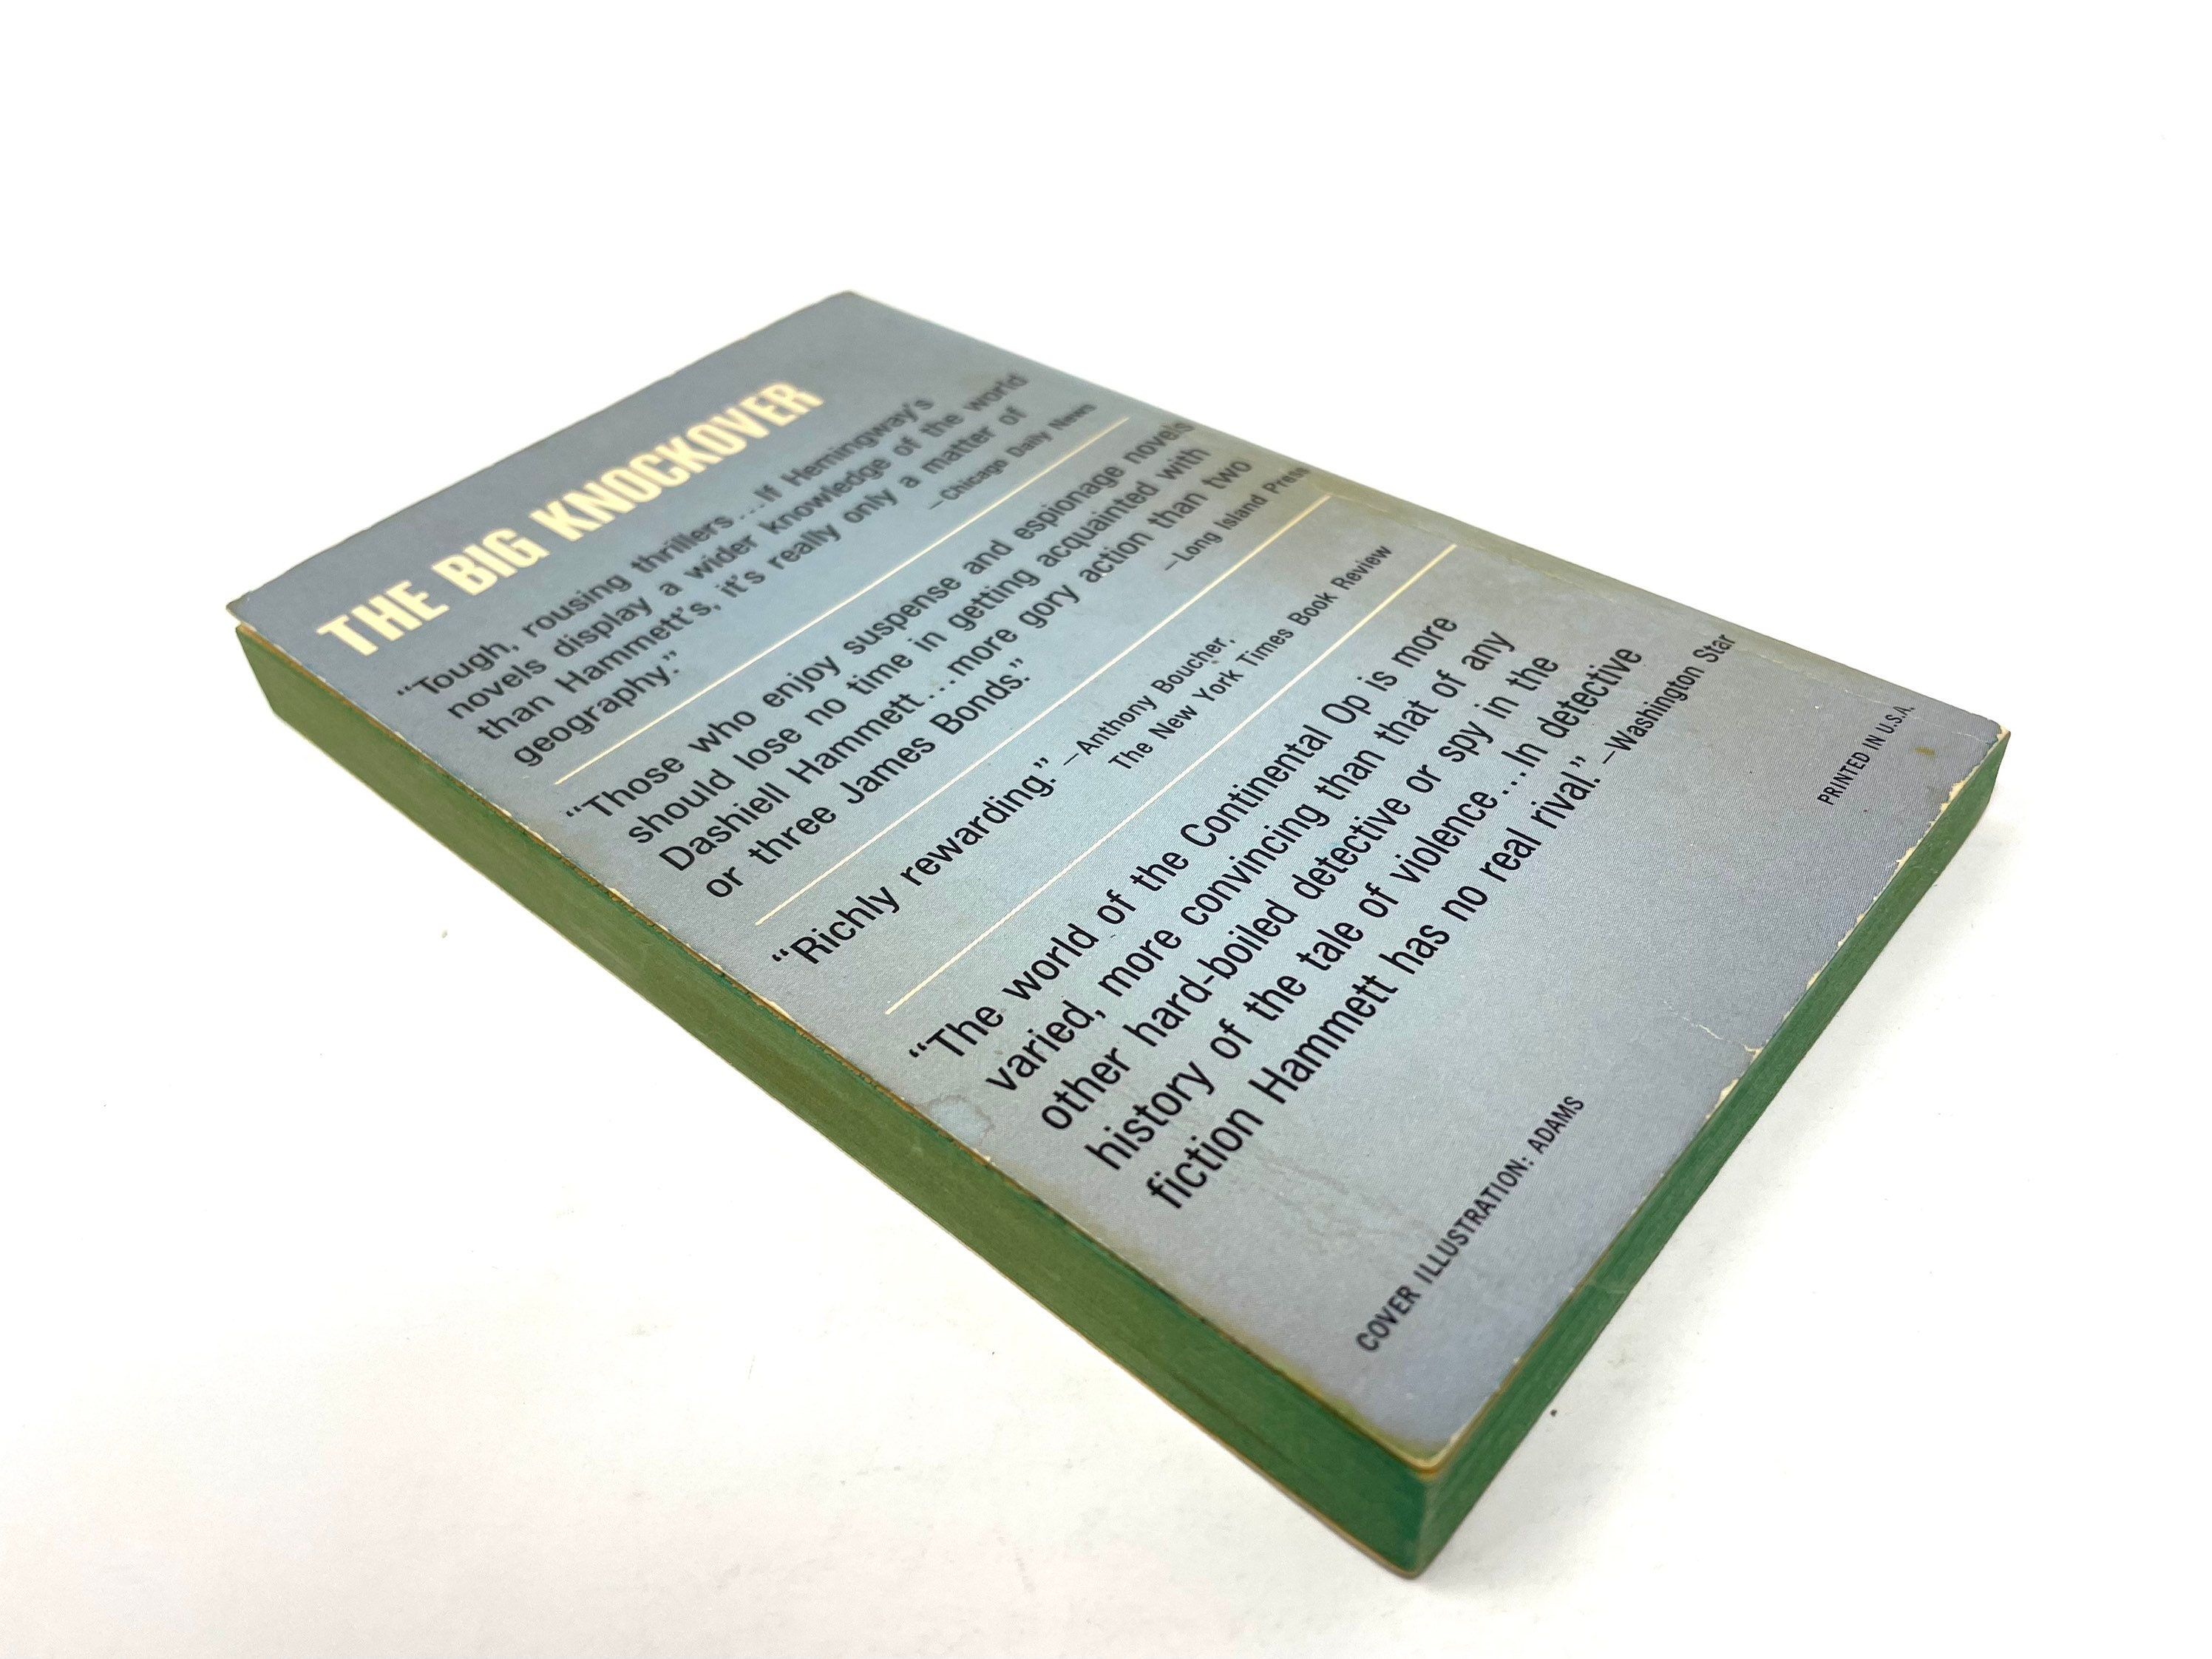 THE BIG KNOCKOVER
“Tough, rousing thrillers...If Hemingway’s
novels display a wider knowledge of the world
than Hammett’s, it’s really only a matter of
geography.”
—Chicago Daily News
“Those who enjoy suspense and espionage novels
should lose no time in getting acquainted with
Dashiell Hammett...more gory action than two
or three James Bonds.”
—Long Island Press
“Richly rewarding.” —Anthony Boucher,
The New York Times Book Review
“The world of the Continental Op is more
varied, more convincing than that of any
other hard-boiled detective or spy in the
history of the tale of violence...In detective
fiction Hammett has no real rival.” —Washington Star
COVER ILLUSTRATION: ADAMS
PRINTED IN U.S.A.